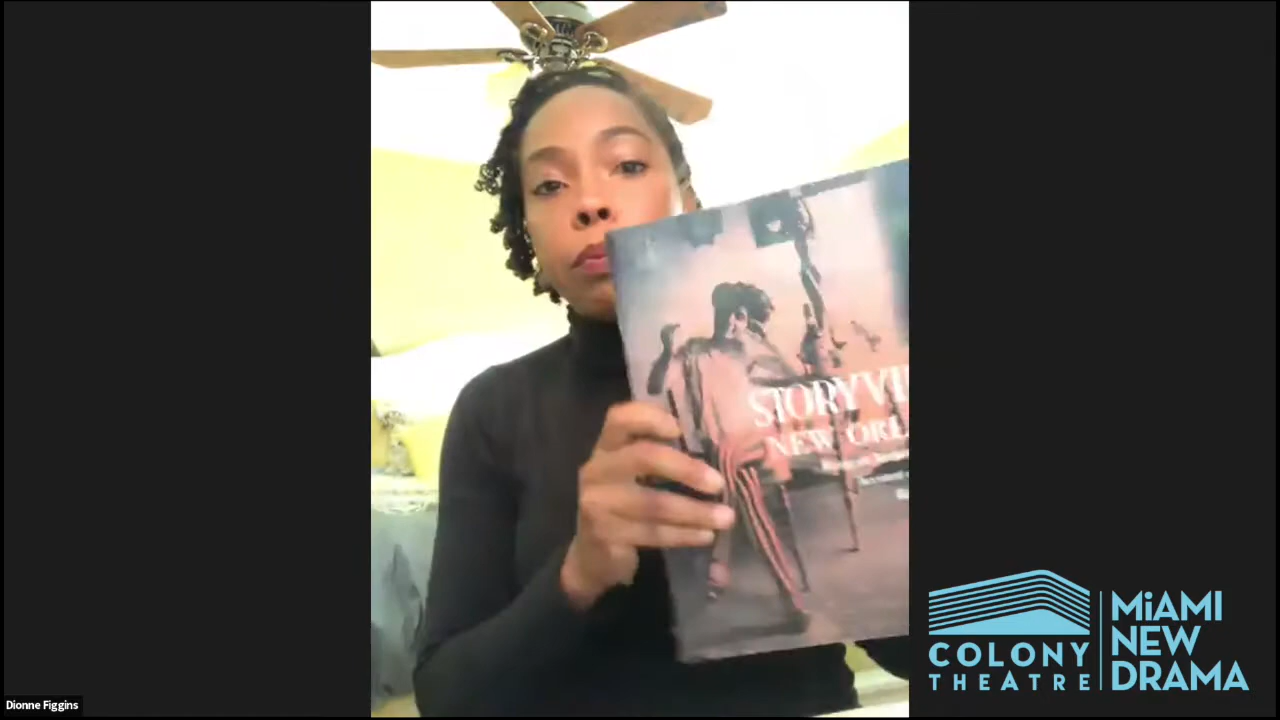 STORYVI
NEW ORL
COLONY
THEATRE
MiAMI
NEW
DRAMA
Dionne Figgins